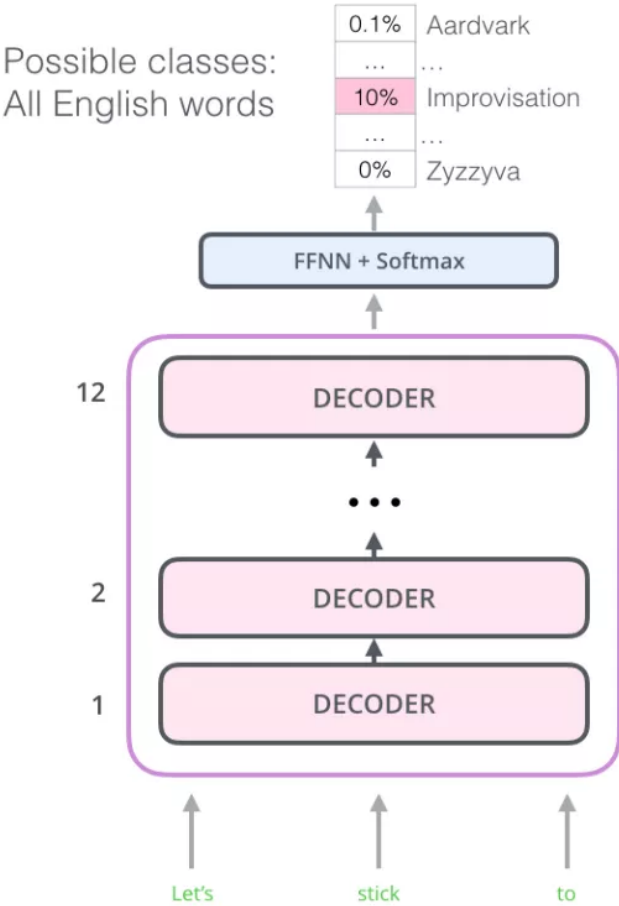 Possible classes:
All English words
0.1% Aardvark
... ...
10% Improvisation
... ...
0% Zyzzyva
FFNN + Softmax
12 DECODER
...
2 DECODER
1 DECODER
Let's stick to